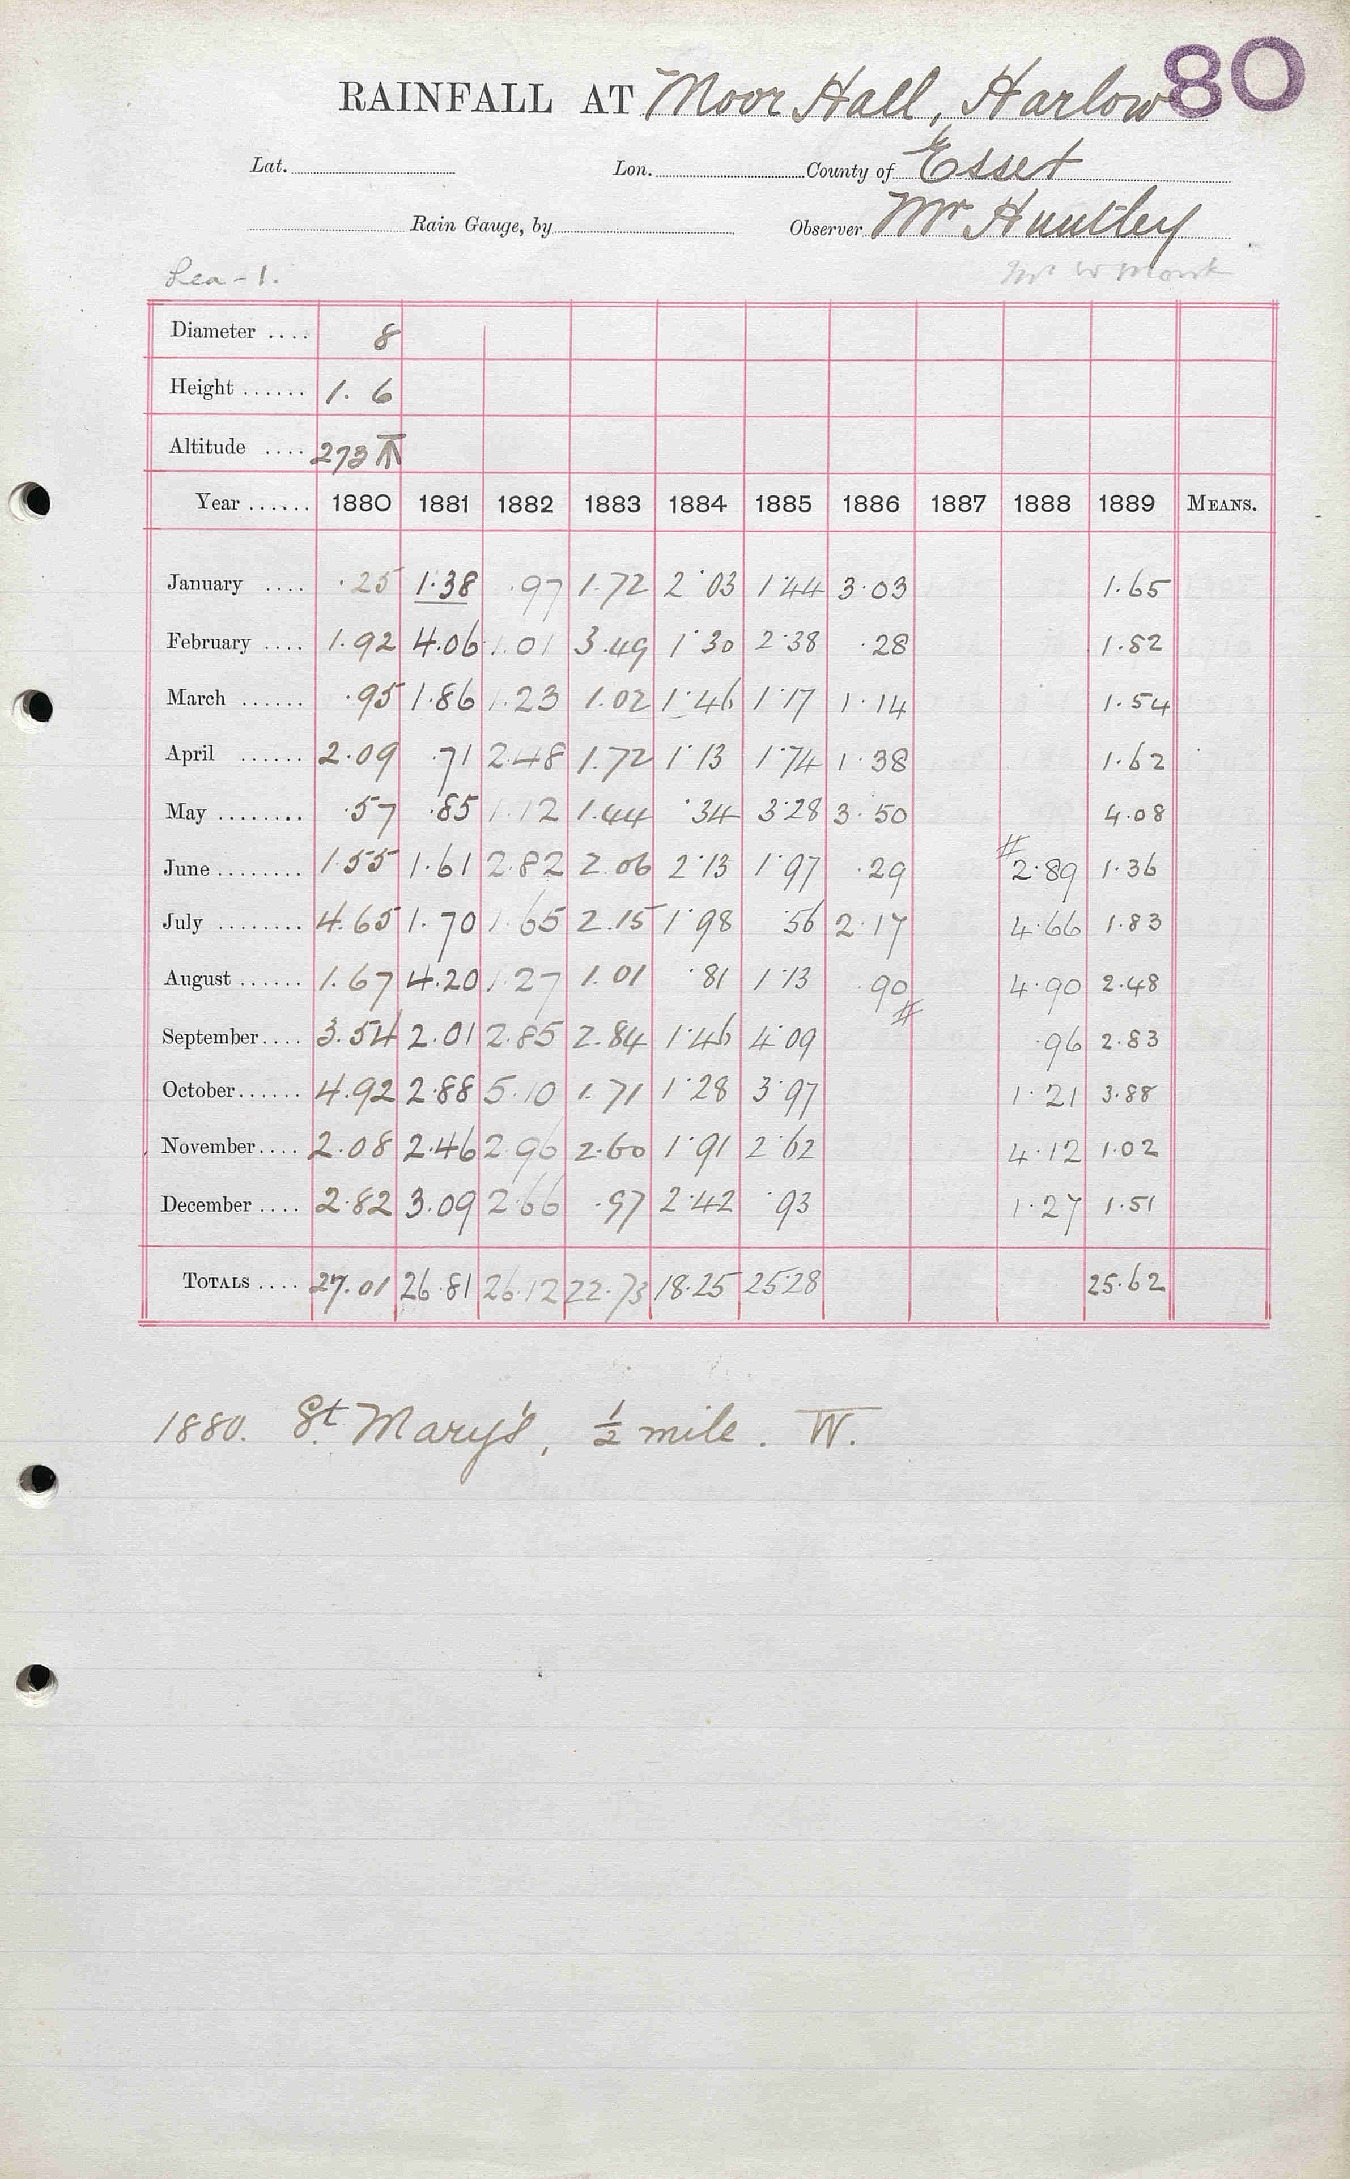 80
RAINFALL AT Moor Hall, Harlow
Lat. Lon. County of Essex
Rain Gauge, by Observer Mr Huntley
Lea - 1. Mr W Monk
Diameter .... 8
Height ...... 1. 6
Altitude .... 273
Year ...... 1880 1881 1882 1883 1884 1885 1886 1887 1888 1889 MEANS.
January .... .25 1.38 .97 1.72 2.03 1.44 3.03 1.65
February .... 1.92 4.06 1.01 3.49 1.30 2.38 .28 1.82
March ...... .95 1.86 1.23 1.02 1.46 1.17 1.14 1.54
April ...... 2.09 .71 2.48 1.72 1.13 1.74 1.38 1.62
May ........ .57 .85 1.12 1.44 .34 3.28 3.50 4.08
June ........ 1.55 1.61 2.82 2.06 2.13 1.97 .29 # 2.89 1.36
July ........ 4.65 1.70 1.65 2.15 1.98 .56 2.17 4.66 1.83
August ...... 1.67 4.20 1.27 1.01 .81 1.13 .90 # 4.90 2.48
September .... 3.54 2.01 2.85 2.84 1.46 4.09 .96 2.83
October ...... 4.92 2.88 5.10 1.71 1.28 3.97 1.21 3.88
November .... 2.08 2.46 2.96 2.60 1.91 2.62 4.12 1.02
December .... 2.82 3.09 2.66 .97 2.42 .93 1.27 1.51
TOTALS .... 27.01 26.81 26.12 22.73 18.25 25.28 25.62
1880. St. Mary's, ½ mile. W.